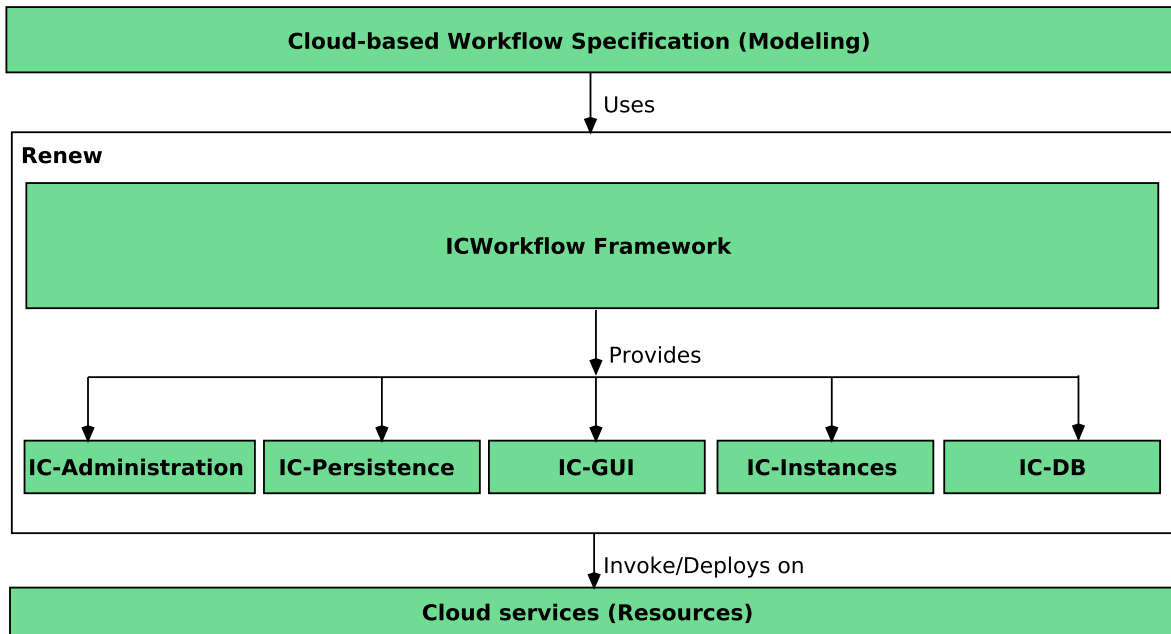 Cloud-based Workflow Specification (Modeling)
Uses
Renew
ICWorkflow Framework
Provides
IC-Administration
IC-Persistence
IC-GUI
IC-Instances
IC-DB
Invoke/Deploys on
Cloud services (Resources)